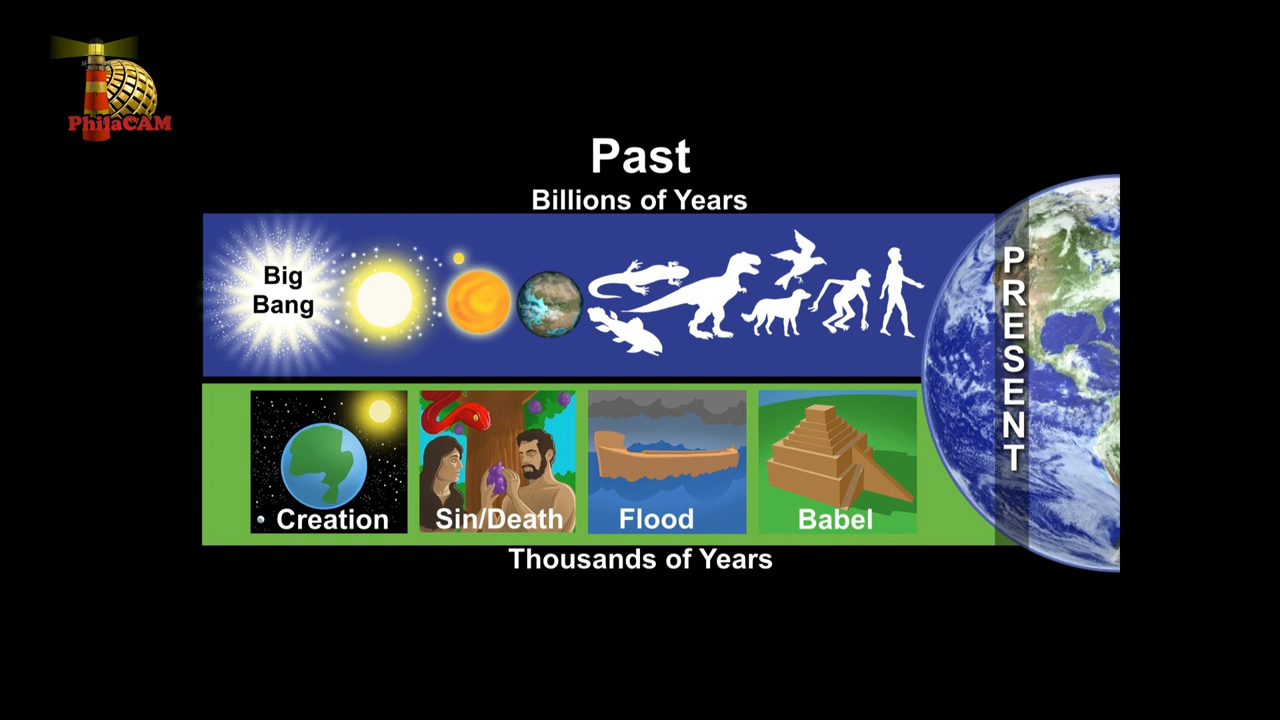 PhilaCAM
Past
Billions of Years
Big
Bang
PRESENT
Creation
Sin/Death
Flood
Babel
Thousands of Years